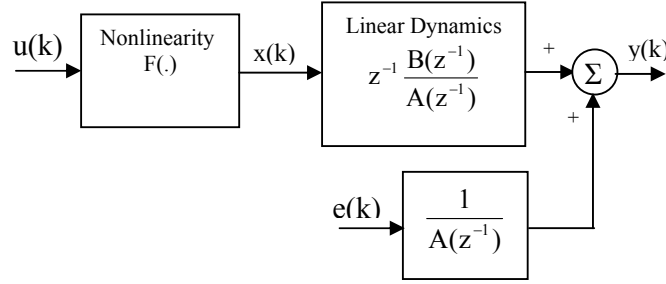 u(k)
Nonlinearity
F(.)
x(k)
Linear Dynamics
z⁻¹ B(z⁻¹)
A(z⁻¹)
+
Σ
y(k)
+
e(k)
1
A(z⁻¹)